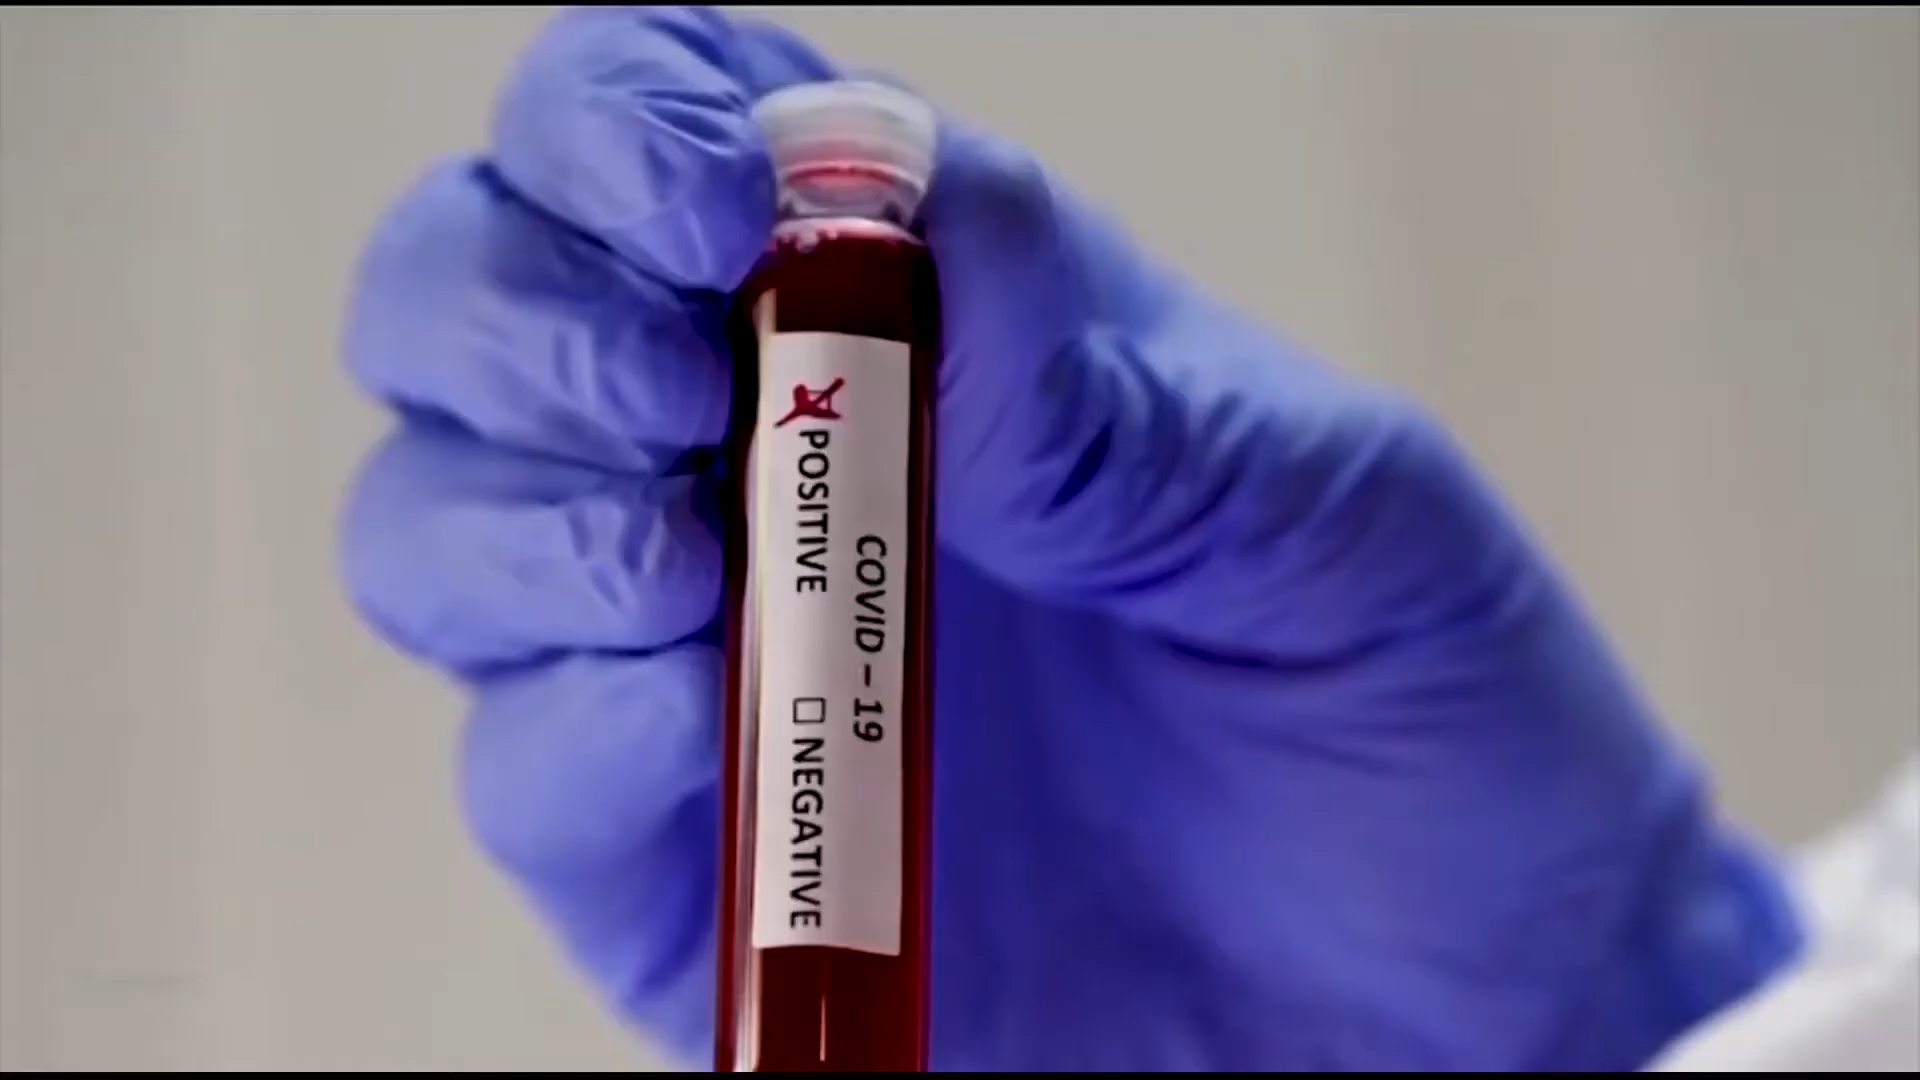 COVID – 19
POSITIVE ☐ NEGATIVE